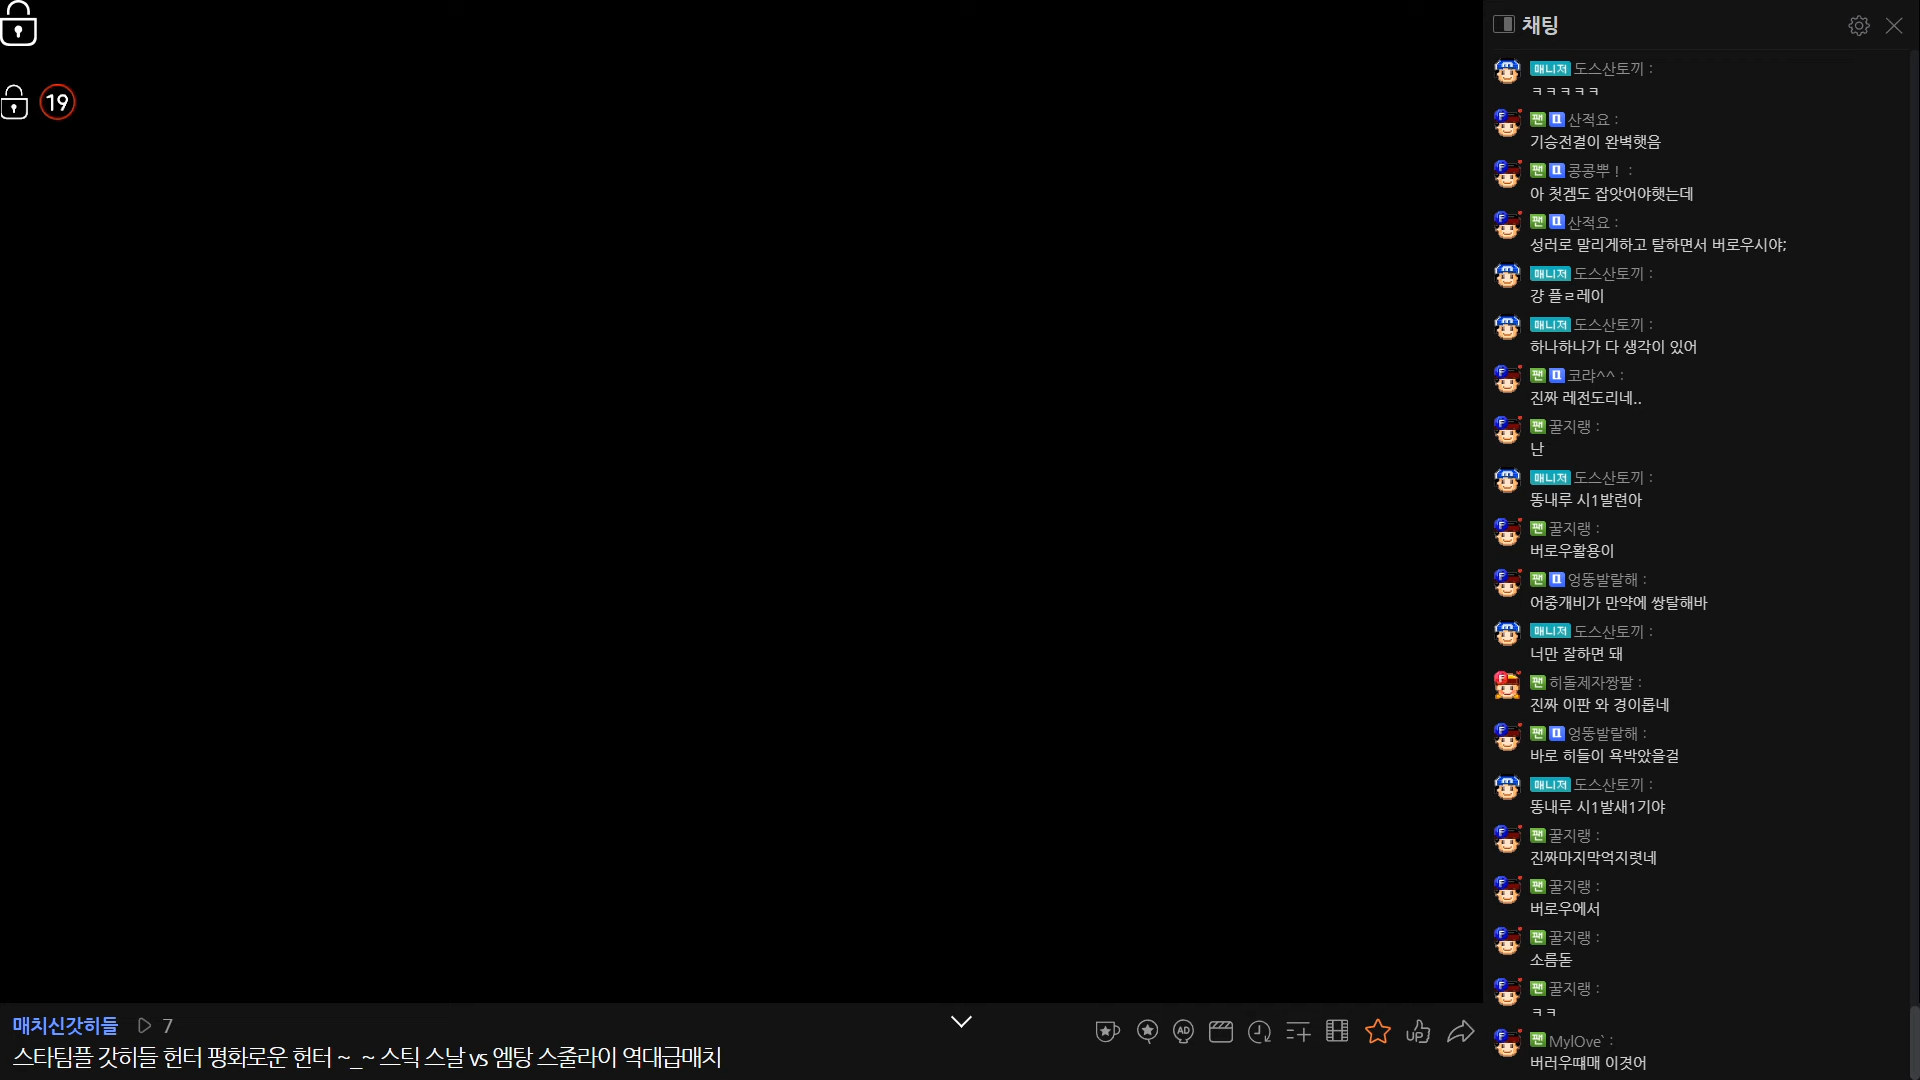 19
매치신갓히들 7
스타팀플 갓히들 헌터 평화로운 헌터 ~_~ 스틱 스날 vs 엠탕 스줄라이 역대급매치
AD
UP
채팅
매니저 도스산토끼 :
ㅋㅋㅋㅋㅋ
팬 산적요 :
기승전결이 완벽햇음
팬 콩콩뿌 ! :
아 첫겜도 잡앗어야햇는데
팬 산적요 :
성러로 말리게하고 탈하면서 버로우시야;
매니저 도스산토끼 :
걍 플ㄹ레이
매니저 도스산토끼 :
하나하나가 다 생각이 있어
팬 코랴^^ :
진짜 레전도리네..
팬 꿀지랭 :
난
매니저 도스산토끼 :
똥내루 시1발련아
팬 꿀지랭 :
버로우활용이
팬 엉뚱발랄해 :
어중개비가 만약에 쌍탈해바
매니저 도스산토끼 :
너만 잘하면 돼
팬 히돌제자짱팔 :
진짜 이판 와 경이롭네
팬 엉뚱발랄해 :
바로 히들이 욕박았을걸
매니저 도스산토끼 :
똥내루 시1발새1기야
팬 꿀지랭 :
진짜마지막억지렷네
팬 꿀지랭 :
버로우에서
팬 꿀지랭 :
소름돋
팬 꿀지랭 :
ㅋㅋ
팬 MylOve` :
버러우때매 이겻어